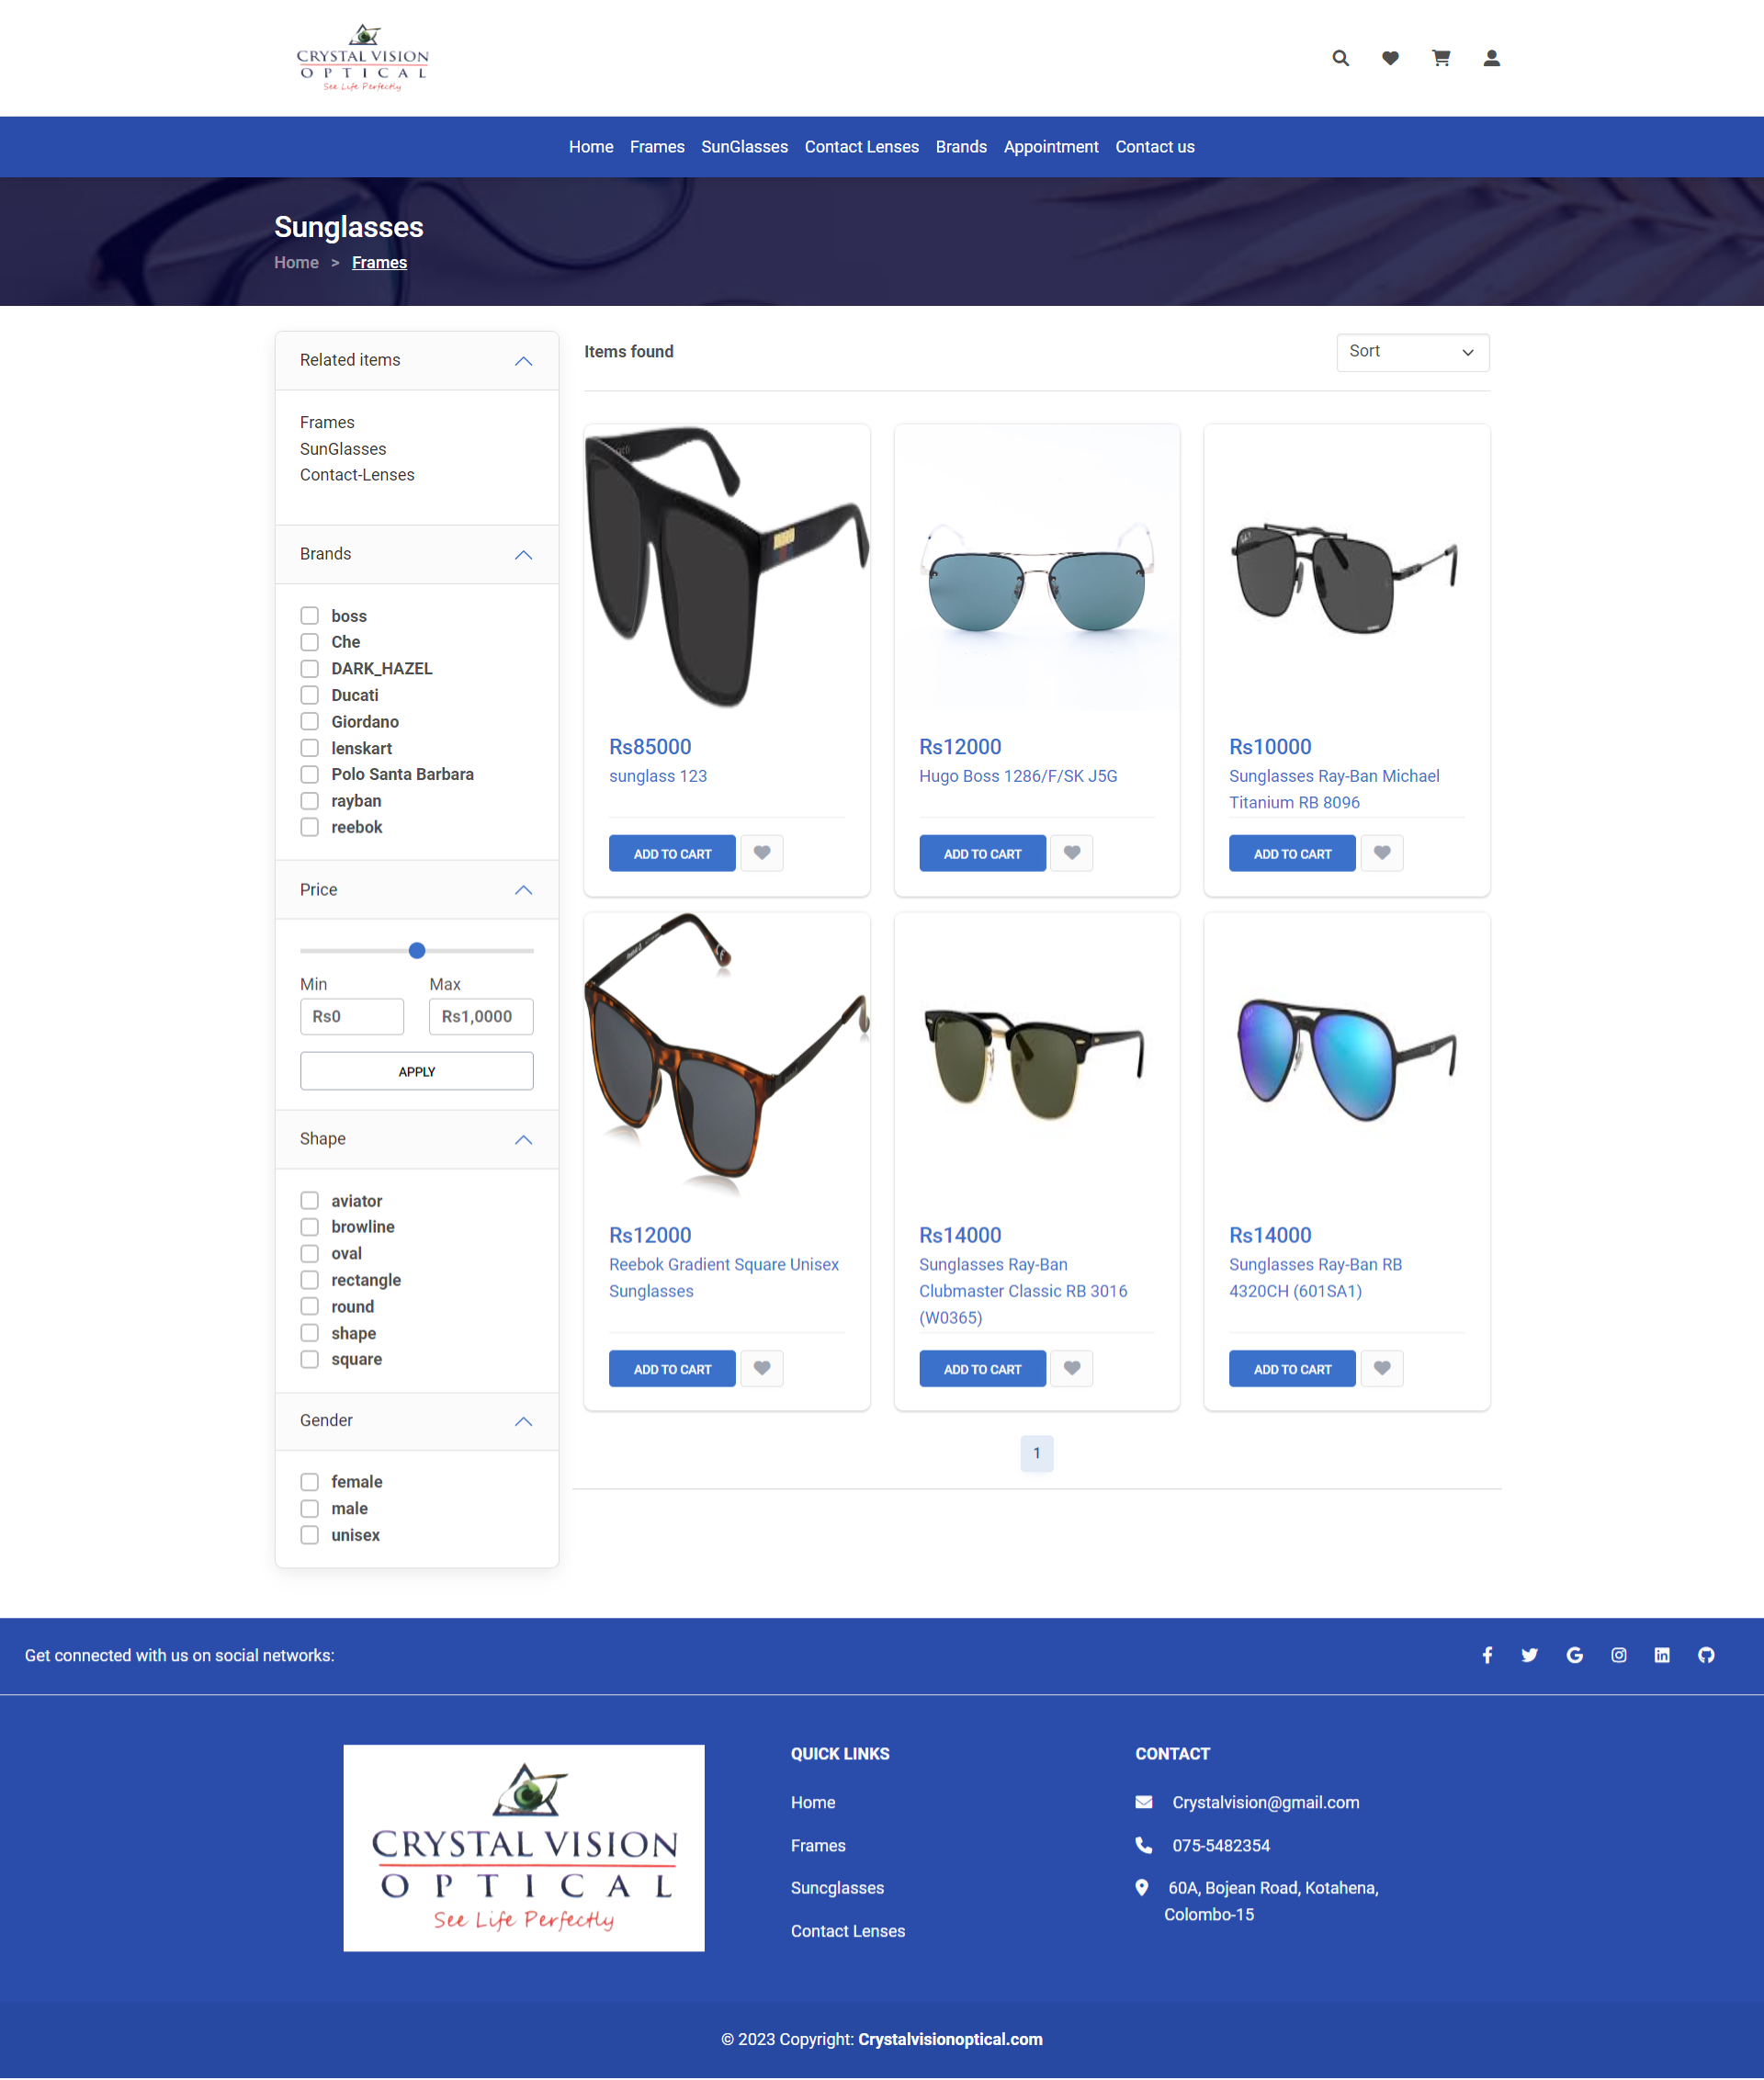 CRYSTAL VISION
OPTICAL
See Life Perfectly
Home Frames SunGlasses Contact Lenses Brands Appointment Contact us
Sunglasses
Home > Frames
Related items
Frames
SunGlasses
Contact-Lenses
Brands
boss
Che
DARK_HAZEL
Ducati
Giordano
lenskart
Polo Santa Barbara
rayban
reebok
Price
Min Max
Rs0 Rs1,0000
APPLY
Shape
aviator
browline
oval
rectangle
round
shape
square
Gender
female
male
unisex
Items found
Sort
Rs85000
sunglass 123
ADD TO CART
Rs12000
Hugo Boss 1286/F/SK J5G
ADD TO CART
Rs10000
Sunglasses Ray-Ban Michael
Titanium RB 8096
ADD TO CART
Rs12000
Reebok Gradient Square Unisex
Sunglasses
ADD TO CART
Rs14000
Sunglasses Ray-Ban
Clubmaster Classic RB 3016
(W0365)
ADD TO CART
Rs14000
Sunglasses Ray-Ban RB
4320CH (601SA1)
ADD TO CART
1
Get connected with us on social networks:
CRYSTAL VISION
OPTICAL
See Life Perfectly
QUICK LINKS
Home
Frames
Suncglasses
Contact Lenses
CONTACT
Crystalvision@gmail.com
075-5482354
60A, Bojean Road, Kotahena,
Colombo-15
© 2023 Copyright: Crystalvisionoptical.com